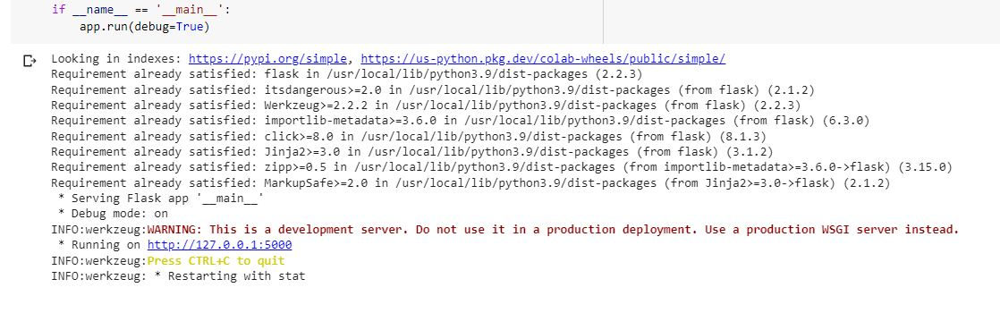 if __name__ == '__main__':
    app.run(debug=True)
Looking in indexes: https://pypi.org/simple, https://us-python.pkg.dev/colab-wheels/public/simple/
Requirement already satisfied: flask in /usr/local/lib/python3.9/dist-packages (2.2.3)
Requirement already satisfied: itsdangerous>=2.0 in /usr/local/lib/python3.9/dist-packages (from flask) (2.1.2)
Requirement already satisfied: Werkzeug>=2.2.2 in /usr/local/lib/python3.9/dist-packages (from flask) (2.2.3)
Requirement already satisfied: importlib-metadata>=3.6.0 in /usr/local/lib/python3.9/dist-packages (from flask) (6.3.0)
Requirement already satisfied: click>=8.0 in /usr/local/lib/python3.9/dist-packages (from flask) (8.1.3)
Requirement already satisfied: Jinja2>=3.0 in /usr/local/lib/python3.9/dist-packages (from flask) (3.1.2)
Requirement already satisfied: zipp>=0.5 in /usr/local/lib/python3.9/dist-packages (from importlib-metadata>=3.6.0->flask) (3.15.0)
Requirement already satisfied: MarkupSafe>=2.0 in /usr/local/lib/python3.9/dist-packages (from Jinja2>=3.0->flask) (2.1.2)
 * Serving Flask app '__main__'
 * Debug mode: on
INFO:werkzeug:WARNING: This is a development server. Do not use it in a production deployment. Use a production WSGI server instead.
 * Running on http://127.0.0.1:5000
INFO:werkzeug:Press CTRL+C to quit
INFO:werkzeug: * Restarting with stat